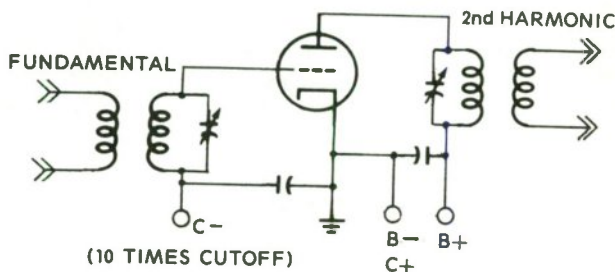 2nd HARMONIC
FUNDAMENTAL
C-
B-
C+
B+
(10 TIMES CUTOFF)